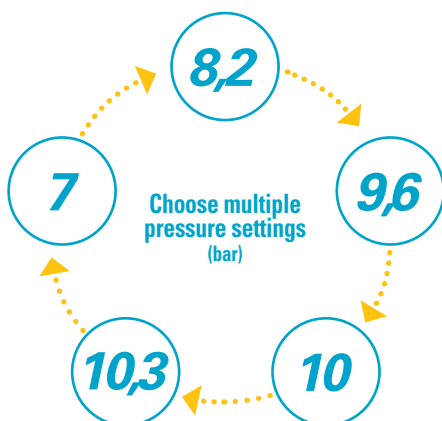 8,2
7
9,6
Choose multiple
pressure settings
(bar)
10,3
10